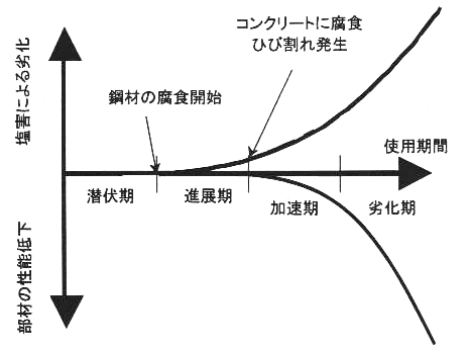 コンクリートに腐食
ひび割れ発生
塩害による劣化
鋼材の腐食開始
使用期間
潜伏期
進展期
加速期
劣化期
部材の性能低下